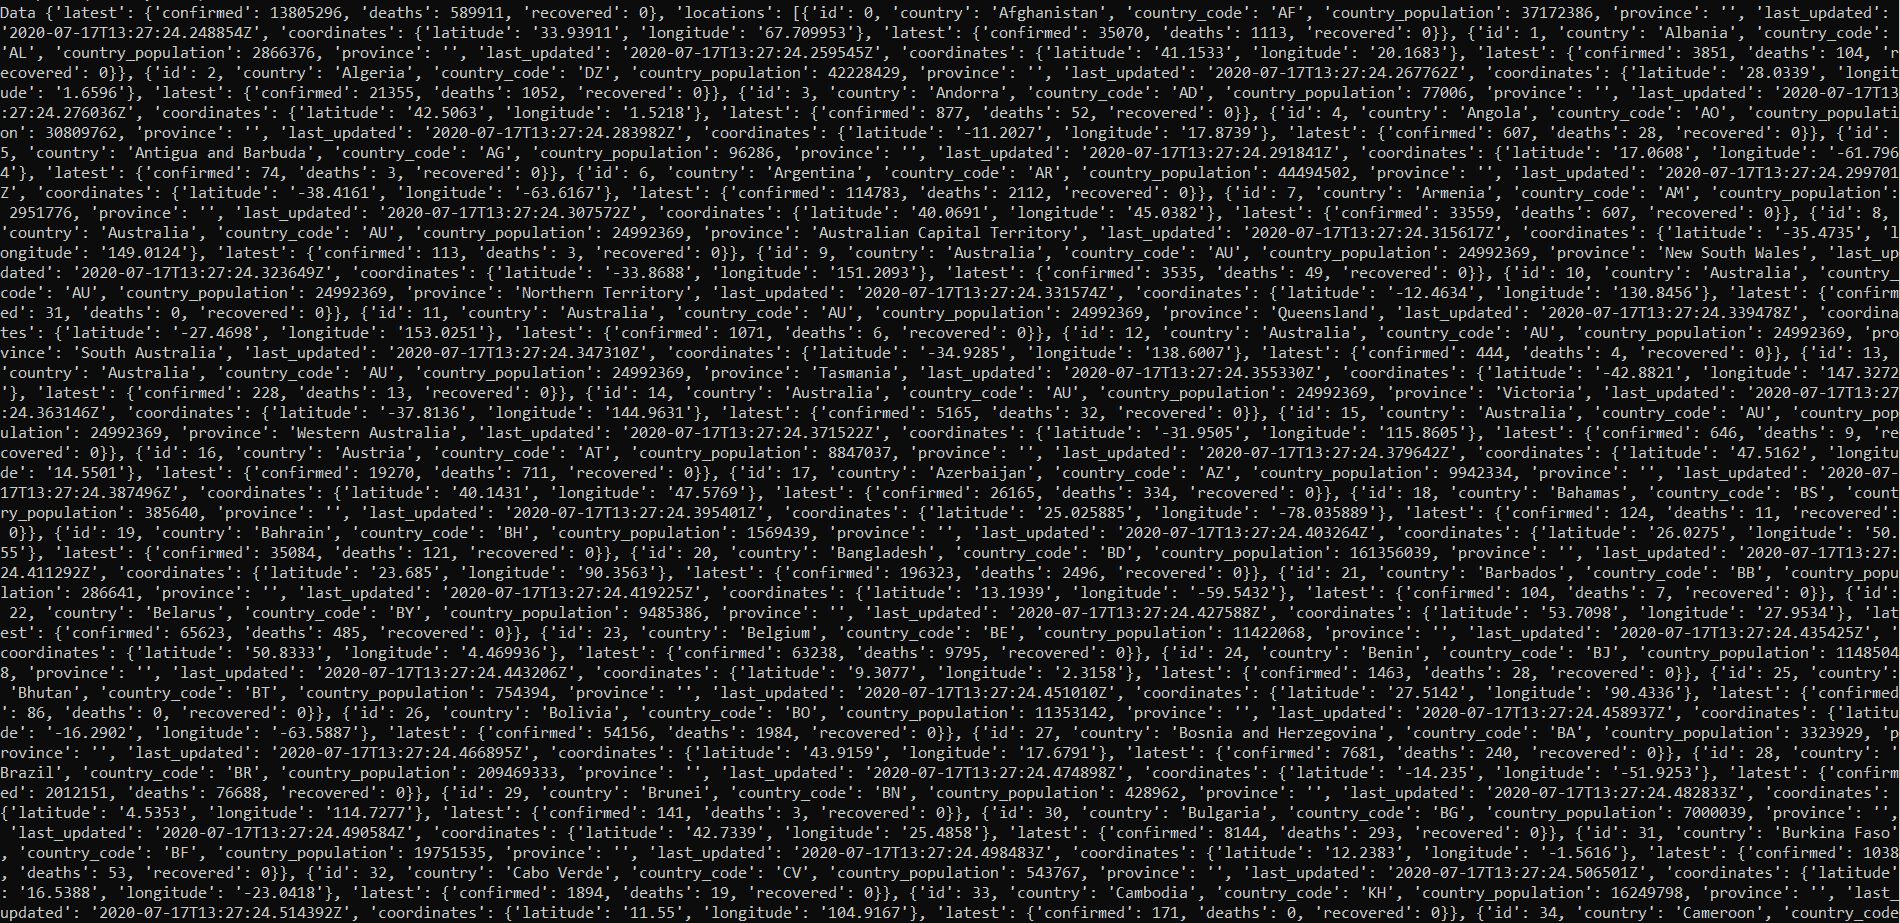 Data {'latest': {'confirmed': 13805296, 'deaths': 589911, 'recovered': 0}, 'locations': [{'id': 0, 'country': 'Afghanistan', 'country_code': 'AF', 'country_population': 37172386, 'province': '', 'last_updated':
'2020-07-17T13:27:24.248854Z', 'coordinates': {'latitude': '33.93911', 'longitude': '67.709953'}, 'latest': {'confirmed': 35070, 'deaths': 1113, 'recovered': 0}}, {'id': 1, 'country': 'Albania', 'country_code':
'AL', 'country_population': 2866376, 'province': '', 'last_updated': '2020-07-17T13:27:24.259545Z', 'coordinates': {'latitude': '41.1533', 'longitude': '20.1683'}, 'latest': {'confirmed': 3851, 'deaths': 104, 'r
ecovered': 0}}, {'id': 2, 'country': 'Algeria', 'country_code': 'DZ', 'country_population': 42228429, 'province': '', 'last_updated': '2020-07-17T13:27:24.267762Z', 'coordinates': {'latitude': '28.0339', 'longit
ude': '1.6596'}, 'latest': {'confirmed': 21355, 'deaths': 1052, 'recovered': 0}}, {'id': 3, 'country': 'Andorra', 'country_code': 'AD', 'country_population': 77006, 'province': '', 'last_updated': '2020-07-17T13
:27:24.276036Z', 'coordinates': {'latitude': '42.5063', 'longitude': '1.5218'}, 'latest': {'confirmed': 877, 'deaths': 52, 'recovered': 0}}, {'id': 4, 'country': 'Angola', 'country_code': 'AO', 'country_populati
on': 30809762, 'province': '', 'last_updated': '2020-07-17T13:27:24.283982Z', 'coordinates': {'latitude': '-11.2027', 'longitude': '17.8739'}, 'latest': {'confirmed': 607, 'deaths': 28, 'recovered': 0}}, {'id':
5, 'country': 'Antigua and Barbuda', 'country_code': 'AG', 'country_population': 96286, 'province': '', 'last_updated': '2020-07-17T13:27:24.291841Z', 'coordinates': {'latitude': '17.0608', 'longitude': '-61.796
4'}, 'latest': {'confirmed': 74, 'deaths': 3, 'recovered': 0}}, {'id': 6, 'country': 'Argentina', 'country_code': 'AR', 'country_population': 44494502, 'province': '', 'last_updated': '2020-07-17T13:27:24.299701
Z', 'coordinates': {'latitude': '-38.4161', 'longitude': '-63.6167'}, 'latest': {'confirmed': 114783, 'deaths': 2112, 'recovered': 0}}, {'id': 7, 'country': 'Armenia', 'country_code': 'AM', 'country_population':
2951776, 'province': '', 'last_updated': '2020-07-17T13:27:24.307572Z', 'coordinates': {'latitude': '40.0691', 'longitude': '45.0382'}, 'latest': {'confirmed': 33559, 'deaths': 607, 'recovered': 0}}, {'id': 8,
'country': 'Australia', 'country_code': 'AU', 'country_population': 24992369, 'province': 'Australian Capital Territory', 'last_updated': '2020-07-17T13:27:24.315617Z', 'coordinates': {'latitude': '-35.4735', 'l
ongitude': '149.0124'}, 'latest': {'confirmed': 113, 'deaths': 3, 'recovered': 0}}, {'id': 9, 'country': 'Australia', 'country_code': 'AU', 'country_population': 24992369, 'province': 'New South Wales', 'last_up
dated': '2020-07-17T13:27:24.323649Z', 'coordinates': {'latitude': '-33.8688', 'longitude': '151.2093'}, 'latest': {'confirmed': 3535, 'deaths': 49, 'recovered': 0}}, {'id': 10, 'country': 'Australia', 'country_
code': 'AU', 'country_population': 24992369, 'province': 'Northern Territory', 'last_updated': '2020-07-17T13:27:24.331574Z', 'coordinates': {'latitude': '-12.4634', 'longitude': '130.8456'}, 'latest': {'confirm
ed': 31, 'deaths': 0, 'recovered': 0}}, {'id': 11, 'country': 'Australia', 'country_code': 'AU', 'country_population': 24992369, 'province': 'Queensland', 'last_updated': '2020-07-17T13:27:24.339478Z', 'coordina
tes': {'latitude': '-27.4698', 'longitude': '153.0251'}, 'latest': {'confirmed': 1071, 'deaths': 6, 'recovered': 0}}, {'id': 12, 'country': 'Australia', 'country_code': 'AU', 'country_population': 24992369, 'pro
vince': 'South Australia', 'last_updated': '2020-07-17T13:27:24.347310Z', 'coordinates': {'latitude': '-34.9285', 'longitude': '138.6007'}, 'latest': {'confirmed': 444, 'deaths': 4, 'recovered': 0}}, {'id': 13,
'country': 'Australia', 'country_code': 'AU', 'country_population': 24992369, 'province': 'Tasmania', 'last_updated': '2020-07-17T13:27:24.355330Z', 'coordinates': {'latitude': '-42.8821', 'longitude': '147.3272
'}, 'latest': {'confirmed': 228, 'deaths': 13, 'recovered': 0}}, {'id': 14, 'country': 'Australia', 'country_code': 'AU', 'country_population': 24992369, 'province': 'Victoria', 'last_updated': '2020-07-17T13:27
:24.363146Z', 'coordinates': {'latitude': '-37.8136', 'longitude': '144.9631'}, 'latest': {'confirmed': 5165, 'deaths': 32, 'recovered': 0}}, {'id': 15, 'country': 'Australia', 'country_code': 'AU', 'country_pop
ulation': 24992369, 'province': 'Western Australia', 'last_updated': '2020-07-17T13:27:24.371522Z', 'coordinates': {'latitude': '-31.9505', 'longitude': '115.8605'}, 'latest': {'confirmed': 646, 'deaths': 9, 're
covered': 0}}, {'id': 16, 'country': 'Austria', 'country_code': 'AT', 'country_population': 8847037, 'province': '', 'last_updated': '2020-07-17T13:27:24.379642Z', 'coordinates': {'latitude': '47.5162', 'longitu
de': '14.5501'}, 'latest': {'confirmed': 19270, 'deaths': 711, 'recovered': 0}}, {'id': 17, 'country': 'Azerbaijan', 'country_code': 'AZ', 'country_population': 9942334, 'province': '', 'last_updated': '2020-07-
17T13:27:24.387496Z', 'coordinates': {'latitude': '40.1431', 'longitude': '47.5769'}, 'latest': {'confirmed': 26165, 'deaths': 334, 'recovered': 0}}, {'id': 18, 'country': 'Bahamas', 'country_code': 'BS', 'count
ry_population': 385640, 'province': '', 'last_updated': '2020-07-17T13:27:24.395401Z', 'coordinates': {'latitude': '25.025885', 'longitude': '-78.035889'}, 'latest': {'confirmed': 124, 'deaths': 11, 'recovered':
0}}, {'id': 19, 'country': 'Bahrain', 'country_code': 'BH', 'country_population': 1569439, 'province': '', 'last_updated': '2020-07-17T13:27:24.403264Z', 'coordinates': {'latitude': '26.0275', 'longitude': '50.
55'}, 'latest': {'confirmed': 35084, 'deaths': 121, 'recovered': 0}}, {'id': 20, 'country': 'Bangladesh', 'country_code': 'BD', 'country_population': 161356039, 'province': '', 'last_updated': '2020-07-17T13:27:
24.411292Z', 'coordinates': {'latitude': '23.685', 'longitude': '90.3563'}, 'latest': {'confirmed': 196323, 'deaths': 2496, 'recovered': 0}}, {'id': 21, 'country': 'Barbados', 'country_code': 'BB', 'country_popu
lation': 286641, 'province': '', 'last_updated': '2020-07-17T13:27:24.419225Z', 'coordinates': {'latitude': '13.1939', 'longitude': '-59.5432'}, 'latest': {'confirmed': 104, 'deaths': 7, 'recovered': 0}}, {'id':
22, 'country': 'Belarus', 'country_code': 'BY', 'country_population': 9485386, 'province': '', 'last_updated': '2020-07-17T13:27:24.427588Z', 'coordinates': {'latitude': '53.7098', 'longitude': '27.9534'}, 'lat
est': {'confirmed': 65623, 'deaths': 485, 'recovered': 0}}, {'id': 23, 'country': 'Belgium', 'country_code': 'BE', 'country_population': 11422068, 'province': '', 'last_updated': '2020-07-17T13:27:24.435425Z', '
coordinates': {'latitude': '50.8333', 'longitude': '4.469936'}, 'latest': {'confirmed': 63238, 'deaths': 9795, 'recovered': 0}}, {'id': 24, 'country': 'Benin', 'country_code': 'BJ', 'country_population': 1148504
8, 'province': '', 'last_updated': '2020-07-17T13:27:24.443206Z', 'coordinates': {'latitude': '9.3077', 'longitude': '2.3158'}, 'latest': {'confirmed': 1463, 'deaths': 28, 'recovered': 0}}, {'id': 25, 'country':
'Bhutan', 'country_code': 'BT', 'country_population': 754394, 'province': '', 'last_updated': '2020-07-17T13:27:24.451010Z', 'coordinates': {'latitude': '27.5142', 'longitude': '90.4336'}, 'latest': {'confirmed
': 86, 'deaths': 0, 'recovered': 0}}, {'id': 26, 'country': 'Bolivia', 'country_code': 'BO', 'country_population': 11353142, 'province': '', 'last_updated': '2020-07-17T13:27:24.458937Z', 'coordinates': {'latitu
de': '-16.2902', 'longitude': '-63.5887'}, 'latest': {'confirmed': 54156, 'deaths': 1984, 'recovered': 0}}, {'id': 27, 'country': 'Bosnia and Herzegovina', 'country_code': 'BA', 'country_population': 3323929, 'p
rovince': '', 'last_updated': '2020-07-17T13:27:24.466895Z', 'coordinates': {'latitude': '43.9159', 'longitude': '17.6791'}, 'latest': {'confirmed': 7681, 'deaths': 240, 'recovered': 0}}, {'id': 28, 'country': '
Brazil', 'country_code': 'BR', 'country_population': 209469333, 'province': '', 'last_updated': '2020-07-17T13:27:24.474898Z', 'coordinates': {'latitude': '-14.235', 'longitude': '-51.9253'}, 'latest': {'confirm
ed': 2012151, 'deaths': 76688, 'recovered': 0}}, {'id': 29, 'country': 'Brunei', 'country_code': 'BN', 'country_population': 428962, 'province': '', 'last_updated': '2020-07-17T13:27:24.482833Z', 'coordinates':
{'latitude': '4.5353', 'longitude': '114.7277'}, 'latest': {'confirmed': 141, 'deaths': 3, 'recovered': 0}}, {'id': 30, 'country': 'Bulgaria', 'country_code': 'BG', 'country_population': 7000039, 'province': '',
'last_updated': '2020-07-17T13:27:24.490584Z', 'coordinates': {'latitude': '42.7339', 'longitude': '25.4858'}, 'latest': {'confirmed': 8144, 'deaths': 293, 'recovered': 0}}, {'id': 31, 'country': 'Burkina Faso'
, 'country_code': 'BF', 'country_population': 19751535, 'province': '', 'last_updated': '2020-07-17T13:27:24.498483Z', 'coordinates': {'latitude': '12.2383', 'longitude': '-1.5616'}, 'latest': {'confirmed': 1038
, 'deaths': 53, 'recovered': 0}}, {'id': 32, 'country': 'Cabo Verde', 'country_code': 'CV', 'country_population': 543767, 'province': '', 'last_updated': '2020-07-17T13:27:24.506501Z', 'coordinates': {'latitude'
: '16.5388', 'longitude': '-23.0418'}, 'latest': {'confirmed': 1894, 'deaths': 19, 'recovered': 0}}, {'id': 33, 'country': 'Cambodia', 'country_code': 'KH', 'country_population': 16249798, 'province': '', 'last_
updated': '2020-07-17T13:27:24.514392Z', 'coordinates': {'latitude': '11.55', 'longitude': '104.9167'}, 'latest': {'confirmed': 171, 'deaths': 0, 'recovered': 0}}, {'id': 34, 'country': 'Cameroon', 'country_code